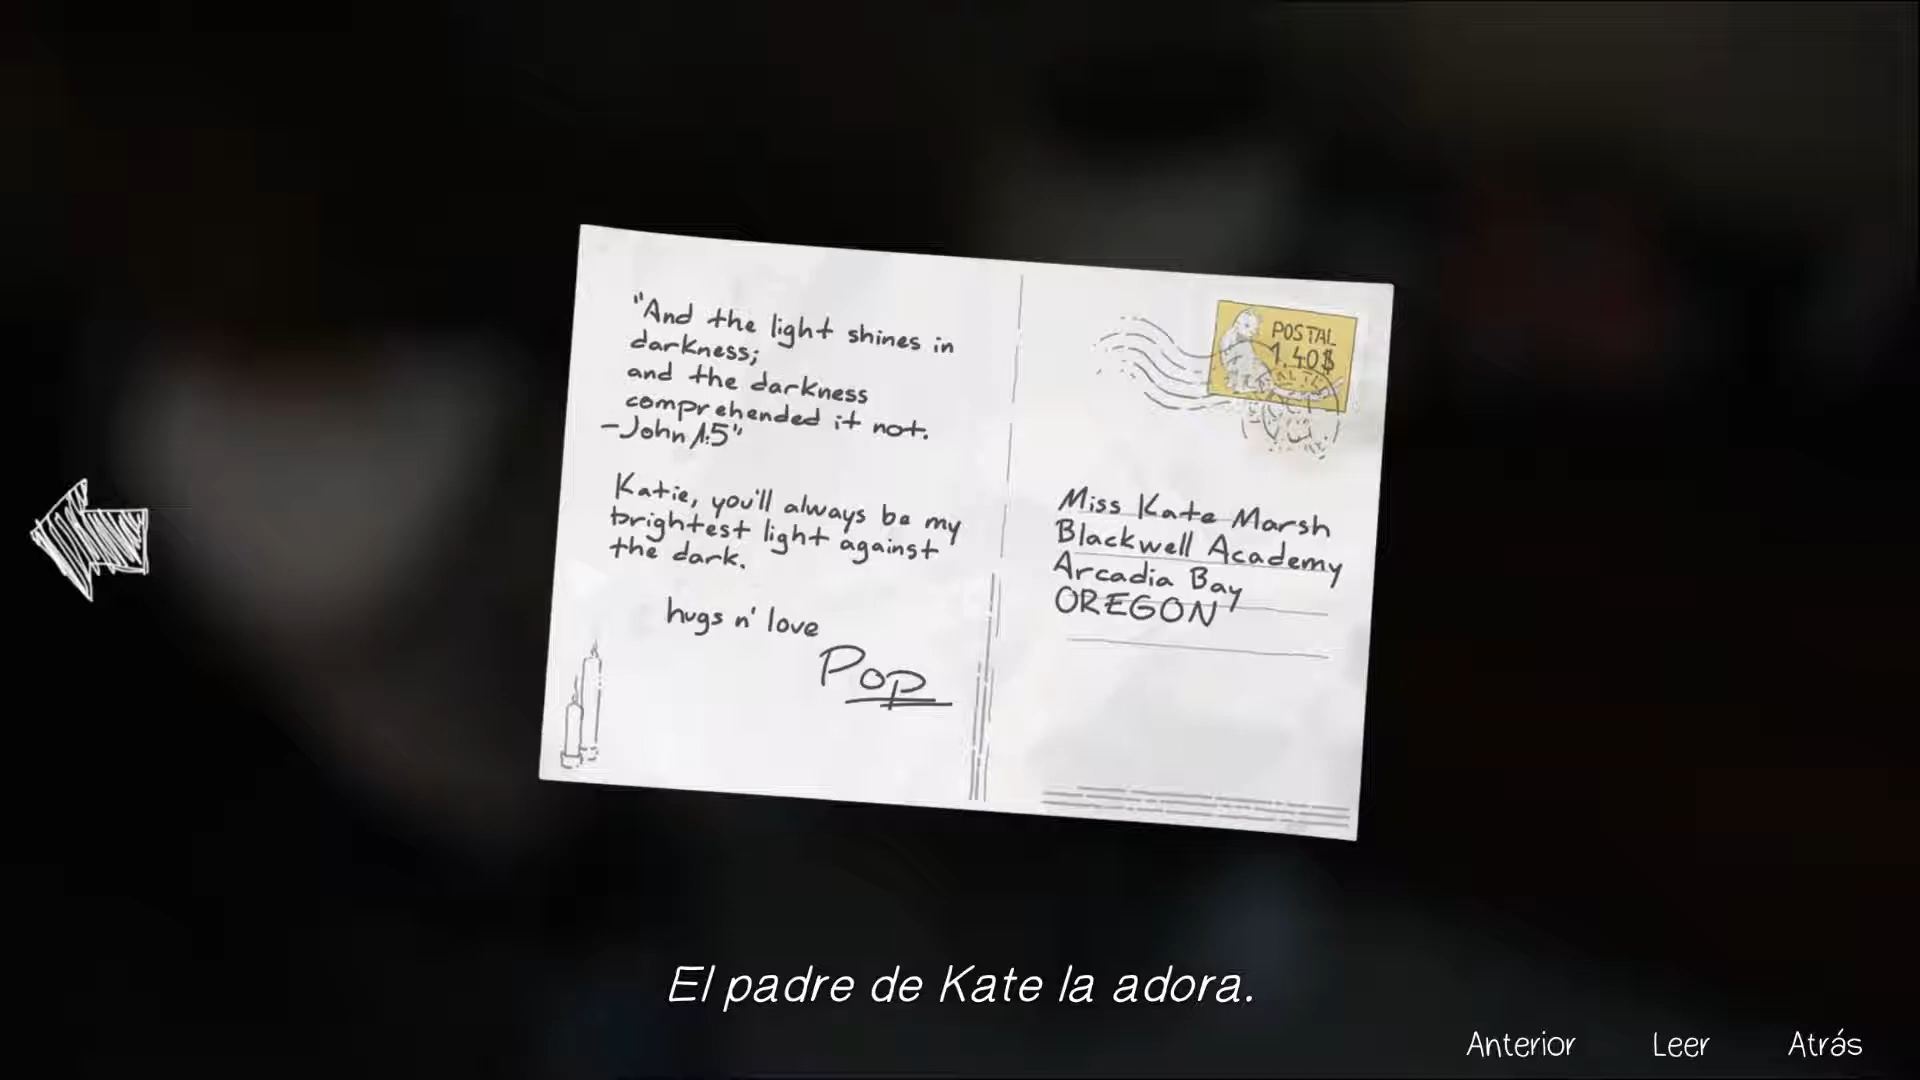 "And the light shines in
darkness;
and the darkness
comprehended it not.
-John 1:5"
Katie, you'll always be my
brightest light against
the dark.
hugs n' love
Pop
POSTAL
1.40$
Miss Kate Marsh
Blackwell Academy
Arcadia Bay
OREGON
El padre de Kate la adora.
Anterior Leer Atrás